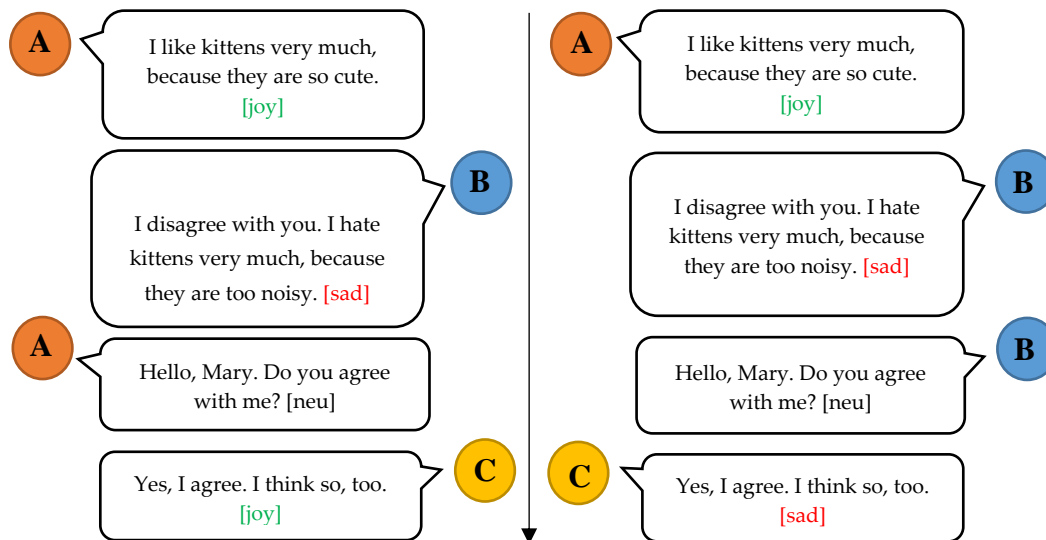 A
I like kittens very much,
because they are so cute.
[joy]
B
I disagree with you. I hate
kittens very much, because
they are too noisy. [sad]
A
Hello, Mary. Do you agree
with me? [neu]
C
Yes, I agree. I think so, too.
[joy]
A
I like kittens very much,
because they are so cute.
[joy]
B
I disagree with you. I hate
kittens very much, because
they are too noisy. [sad]
B
Hello, Mary. Do you agree
with me? [neu]
C
Yes, I agree. I think so, too.
[sad]